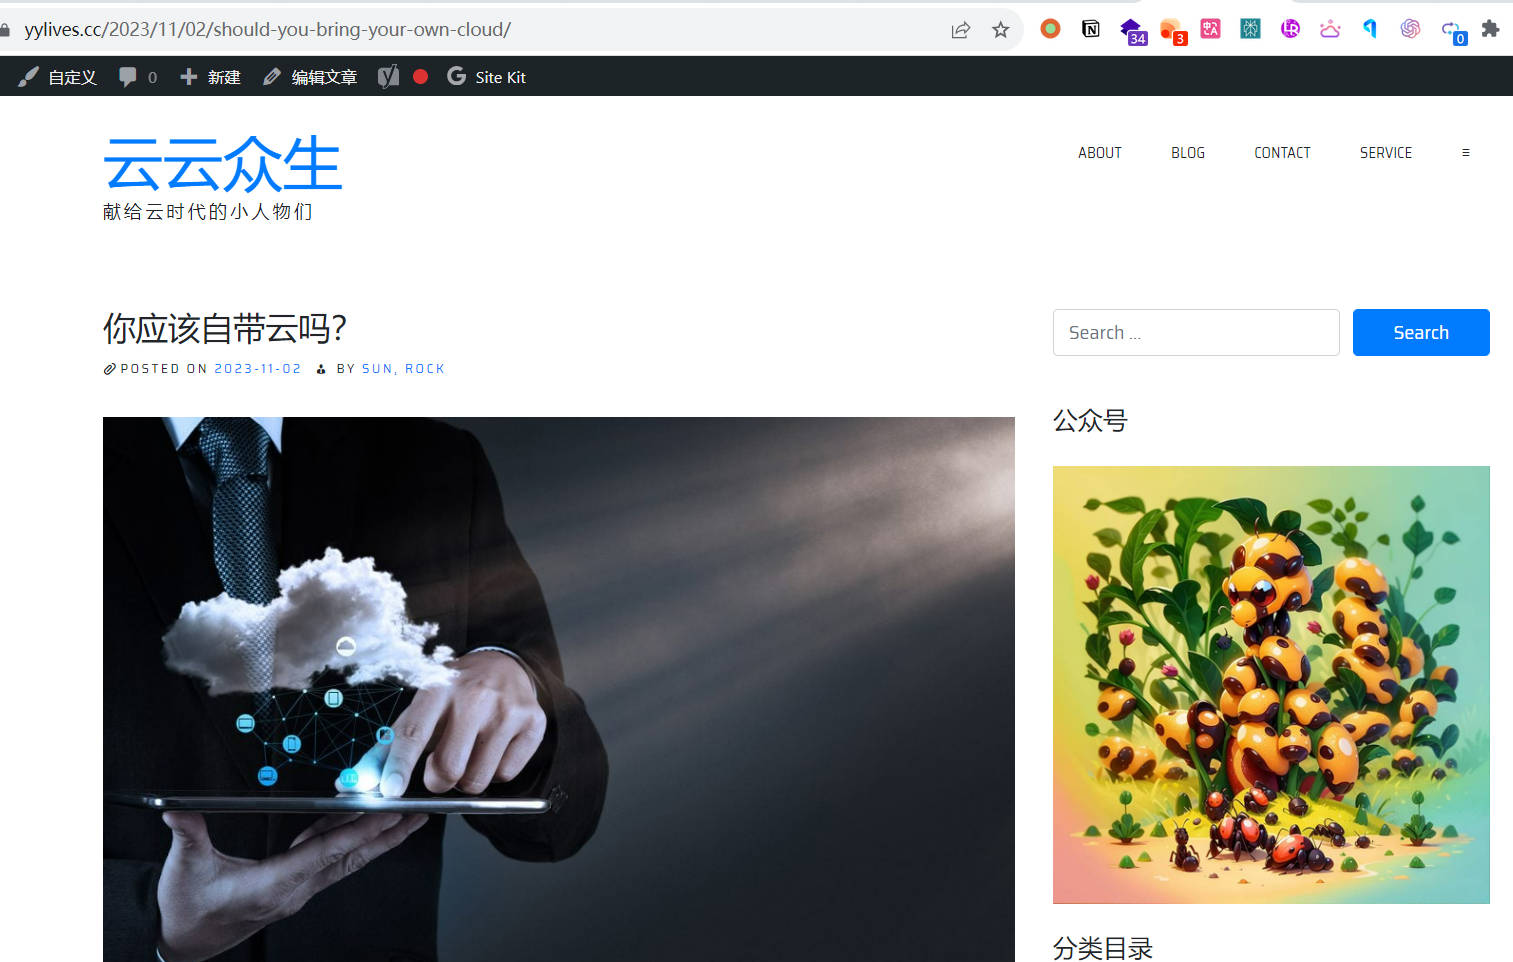 yylives.cc/2023/11/02/should-you-bring-your-own-cloud/
34
3
0
自定义
0
新建
编辑文章
Site Kit
云云众生
献给云时代的小人物们
ABOUT
BLOG
CONTACT
SERVICE
你应该自带云吗？
POSTED ON 2023-11-02 BY SUN, ROCK
Search …
Search
公众号
分类目录